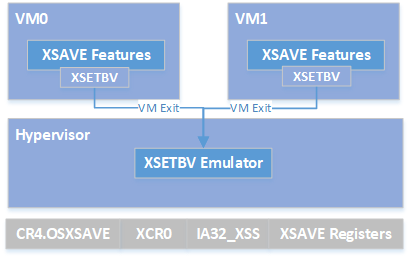 VM0
VM1
XSAVE Features
XSETBV
XSAVE Features
XSETBV
VM Exit
VM Exit
Hypervisor
XSETBV Emulator
CR4.OSXSAVE
XCR0
IA32_XSS
XSAVE Registers